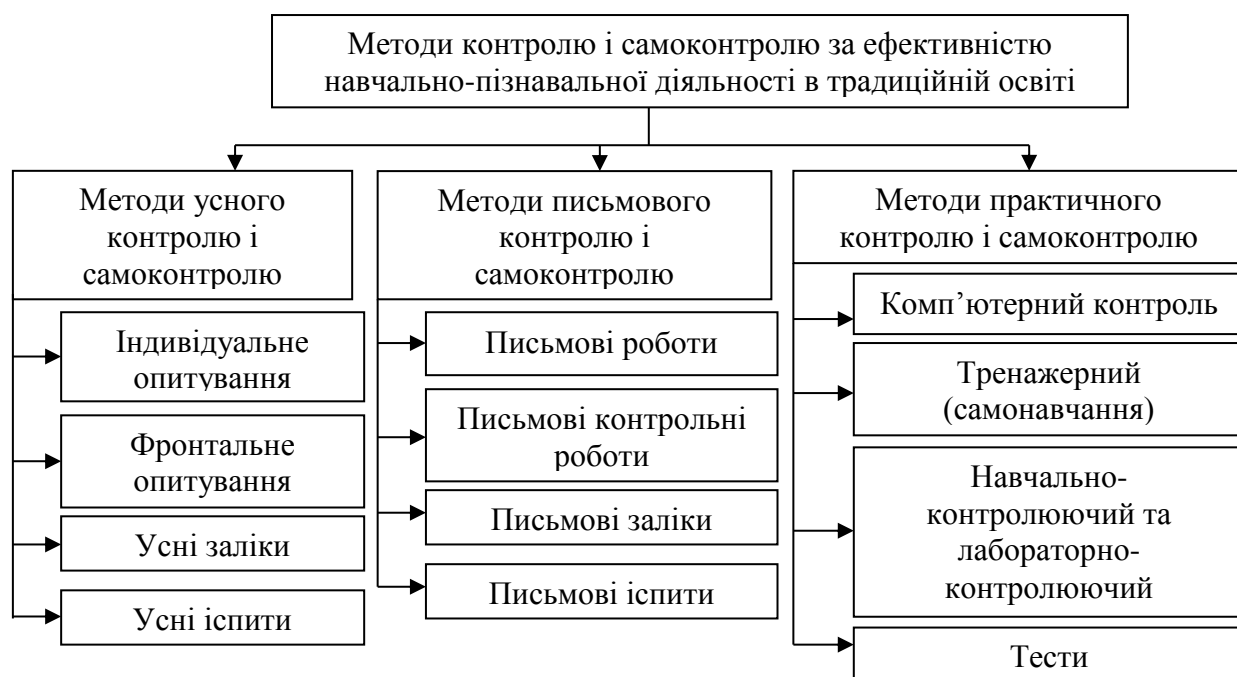 Методи контролю і самоконтролю за ефективністю
навчально-пізнавальної діяльності в традиційній освіті
Методи усного
контролю і
самоконтролю
Індивідуальне
опитування
Фронтальне
опитування
Усні заліки
Усні іспити
Методи письмового
контролю і
самоконтролю
Письмові роботи
Письмові контрольні
роботи
Письмові заліки
Письмові іспити
Методи практичного
контролю і самоконтролю
Комп’ютерний контроль
Тренажерний
(самонавчання)
Навчально-
контролюючий та
лабораторно-
контролюючий
Тести